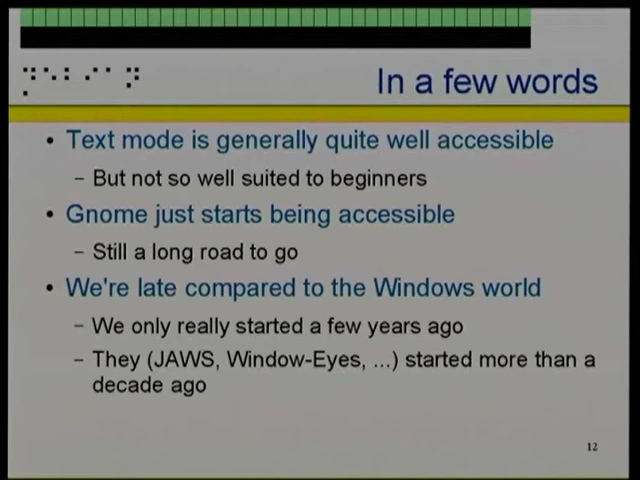 In a few words
• Text mode is generally quite well accessible
– But not so well suited to beginners
• Gnome just starts being accessible
– Still a long road to go
• We're late compared to the Windows world
– We only really started a few years ago
– They (JAWS, Window-Eyes, ...) started more than a
decade ago
12